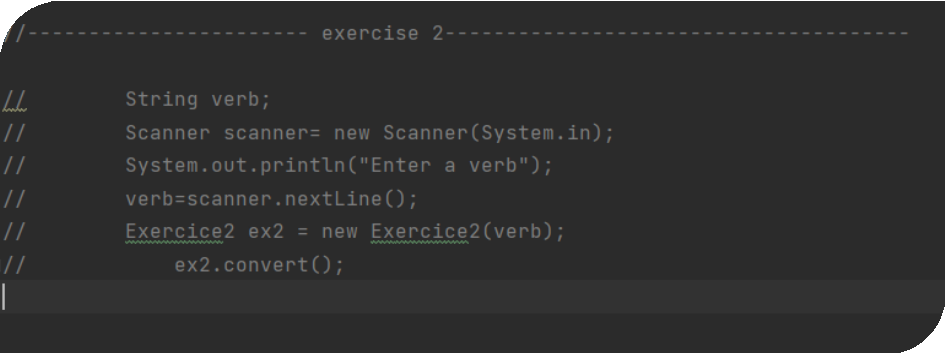 //----------------------- exercise 2--------------------------------------
//        String verb;
//        Scanner scanner= new Scanner(System.in);
//        System.out.println("Enter a verb");
//        verb=scanner.nextLine();
//        Exercice2 ex2 = new Exercice2(verb);
//            ex2.convert();